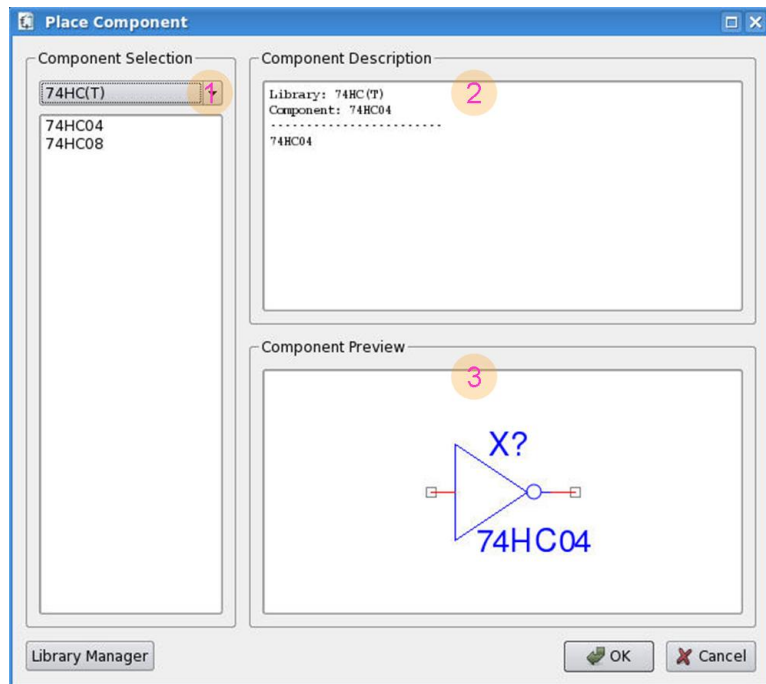 Place Component
Component Selection
74HC(T)
1
74HC04
74HC08
Component Description
2
Library: 74HC(T)
Component: 74HC04
------------------------
74HC04
Component Preview
3
X?
74HC04
Library Manager
OK
Cancel